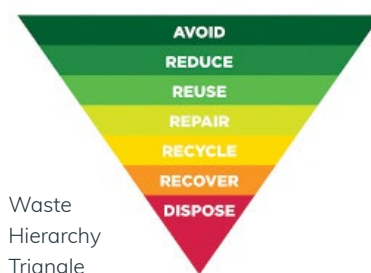 AVOID
REDUCE
REUSE
REPAIR
RECYCLE
RECOVER
DISPOSE
Waste
Hierarchy
Triangle